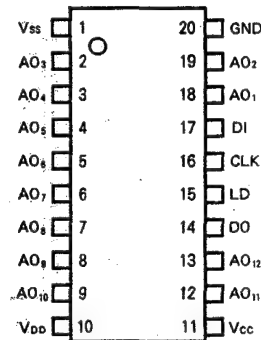 Vss 1 20 GND
AO₃ 2 19 AO₂
AO₄ 3 18 AO₁
AO₅ 4 17 DI
AO₆ 5 16 CLK
AO₇ 6 15 LD
AO₈ 7 14 DO
AO₉ 8 13 AO₁₂
AO₁₀ 9 12 AO₁₁
VDD 10 11 Vcc